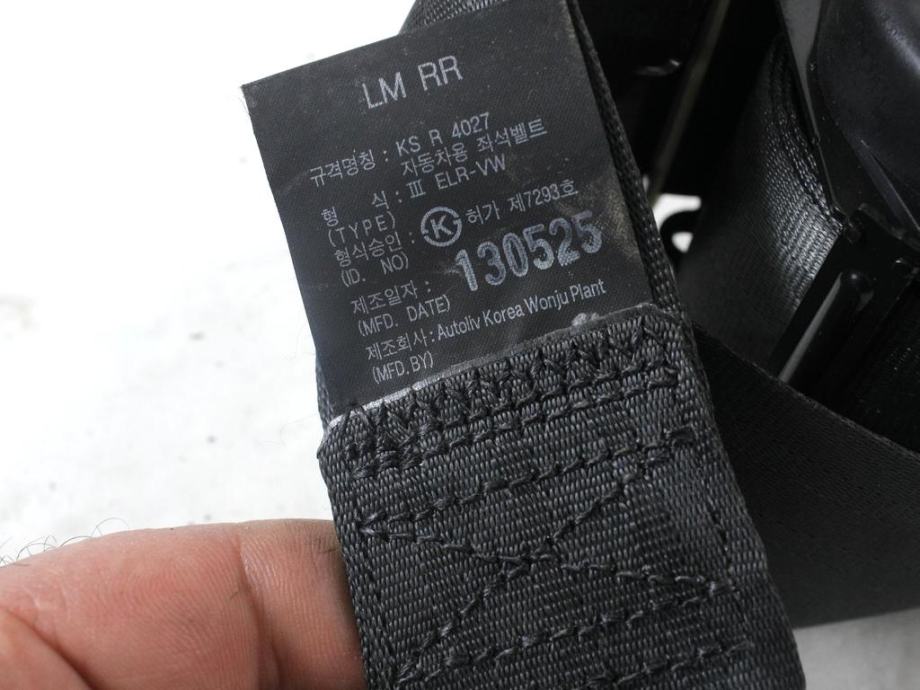 LM RR
규격명칭 : KS R 4027
자동차용 좌석벨트
형 식 : Ⅲ ELR-VW
(TYPE)
형식승인 : K 허가 제7293호
(ID. NO)
제조일자 : 130525
(MFD. DATE)
제조회사 : Autoliv Korea Wonju Plant
(MFD. BY)